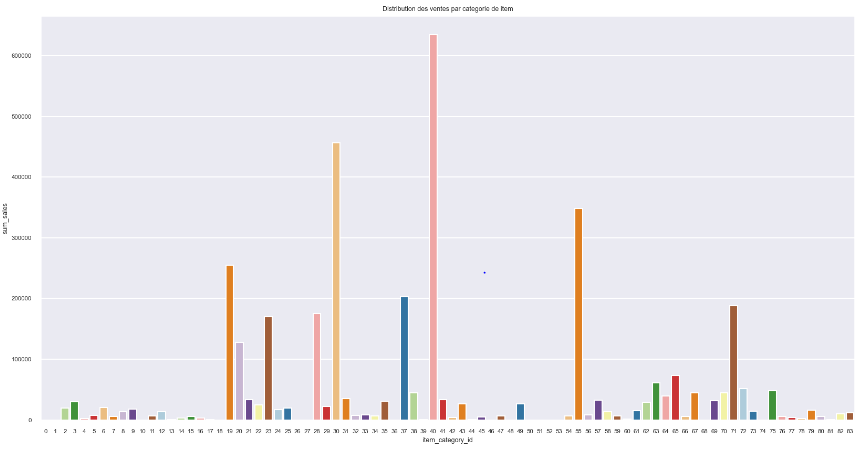 Distribution des ventes par categorie de item
sum_sales
600000
500000
400000
300000
200000
100000
0
0 1 2 3 4 5 6 7 8 9 10 11 12 13 14 15 16 17 18 19 20 21 22 23 24 25 26 27 28 29 30 31 32 33 34 35 36 37 38 39 40 41 42 43 44 45 46 47 48 49 50 51 52 53 54 55 56 57 58 59 60 61 62 63 64 65 66 67 68 69 70 71 72 73 74 75 76 77 78 79 80 81 82 83
item_category_id